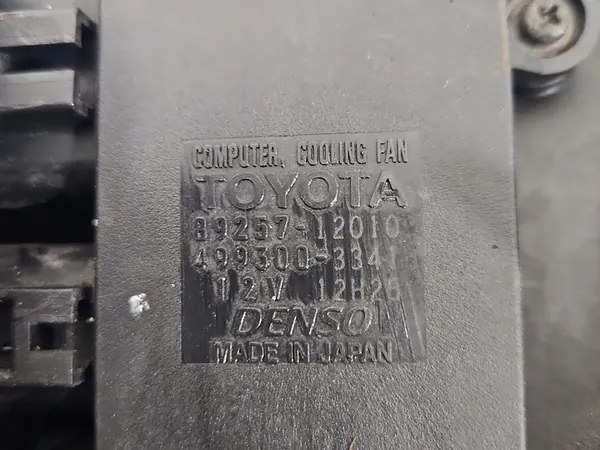 COMPUTER, COOLING FAN
TOYOTA
89257-12010
499300-3341
12V 12H26
DENSO
MADE IN JAPAN